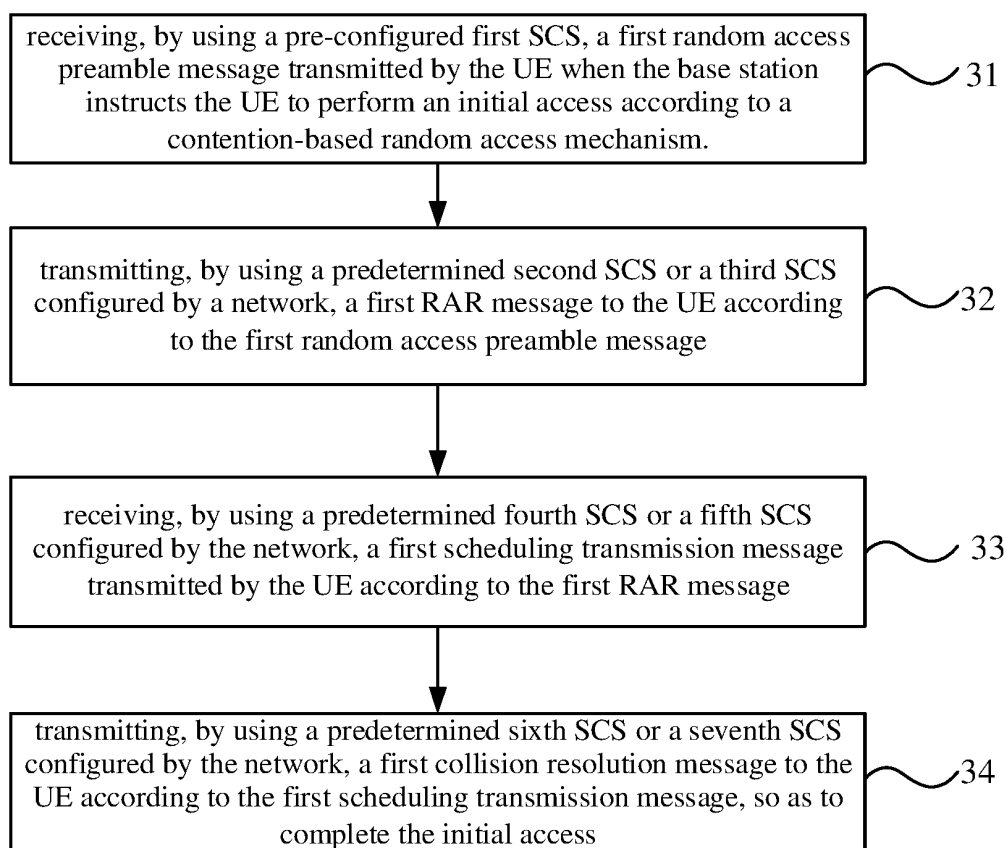 receiving, by using a pre-configured first SCS, a first random access
preamble message transmitted by the UE when the base station
instructs the UE to perform an initial access according to a
contention-based random access mechanism.
31
transmitting, by using a predetermined second SCS or a third SCS
configured by a network, a first RAR message to the UE according
to the first random access preamble message
32
receiving, by using a predetermined fourth SCS or a fifth SCS
configured by the network, a first scheduling transmission message
transmitted by the UE according to the first RAR message
33
transmitting, by using a predetermined sixth SCS or a seventh SCS
configured by the network, a first collision resolution message to the
UE according to the first scheduling transmission message, so as to
complete the initial access
34